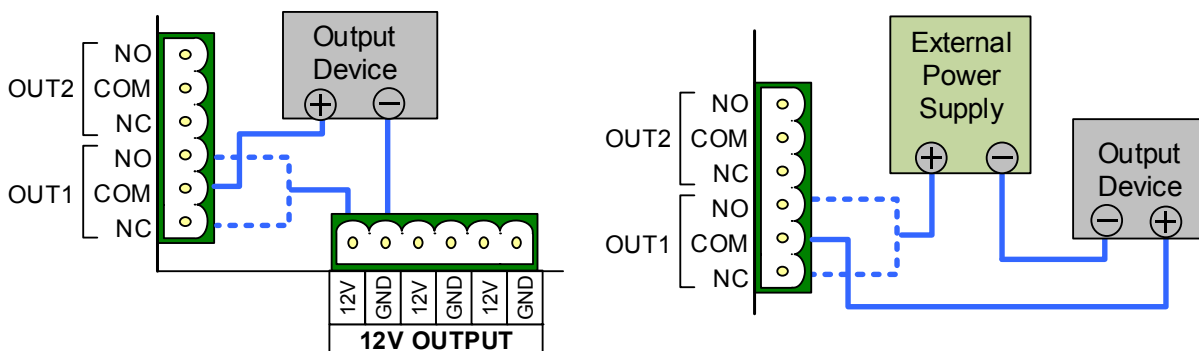 Output
Device
+ −
OUT2
NO
COM
NC
OUT1
NO
COM
NC
12V
GND
12V
GND
12V
GND
12V OUTPUT
External
Power
Supply
+ −
OUT2
NO
COM
NC
OUT1
NO
COM
NC
Output
Device
− +